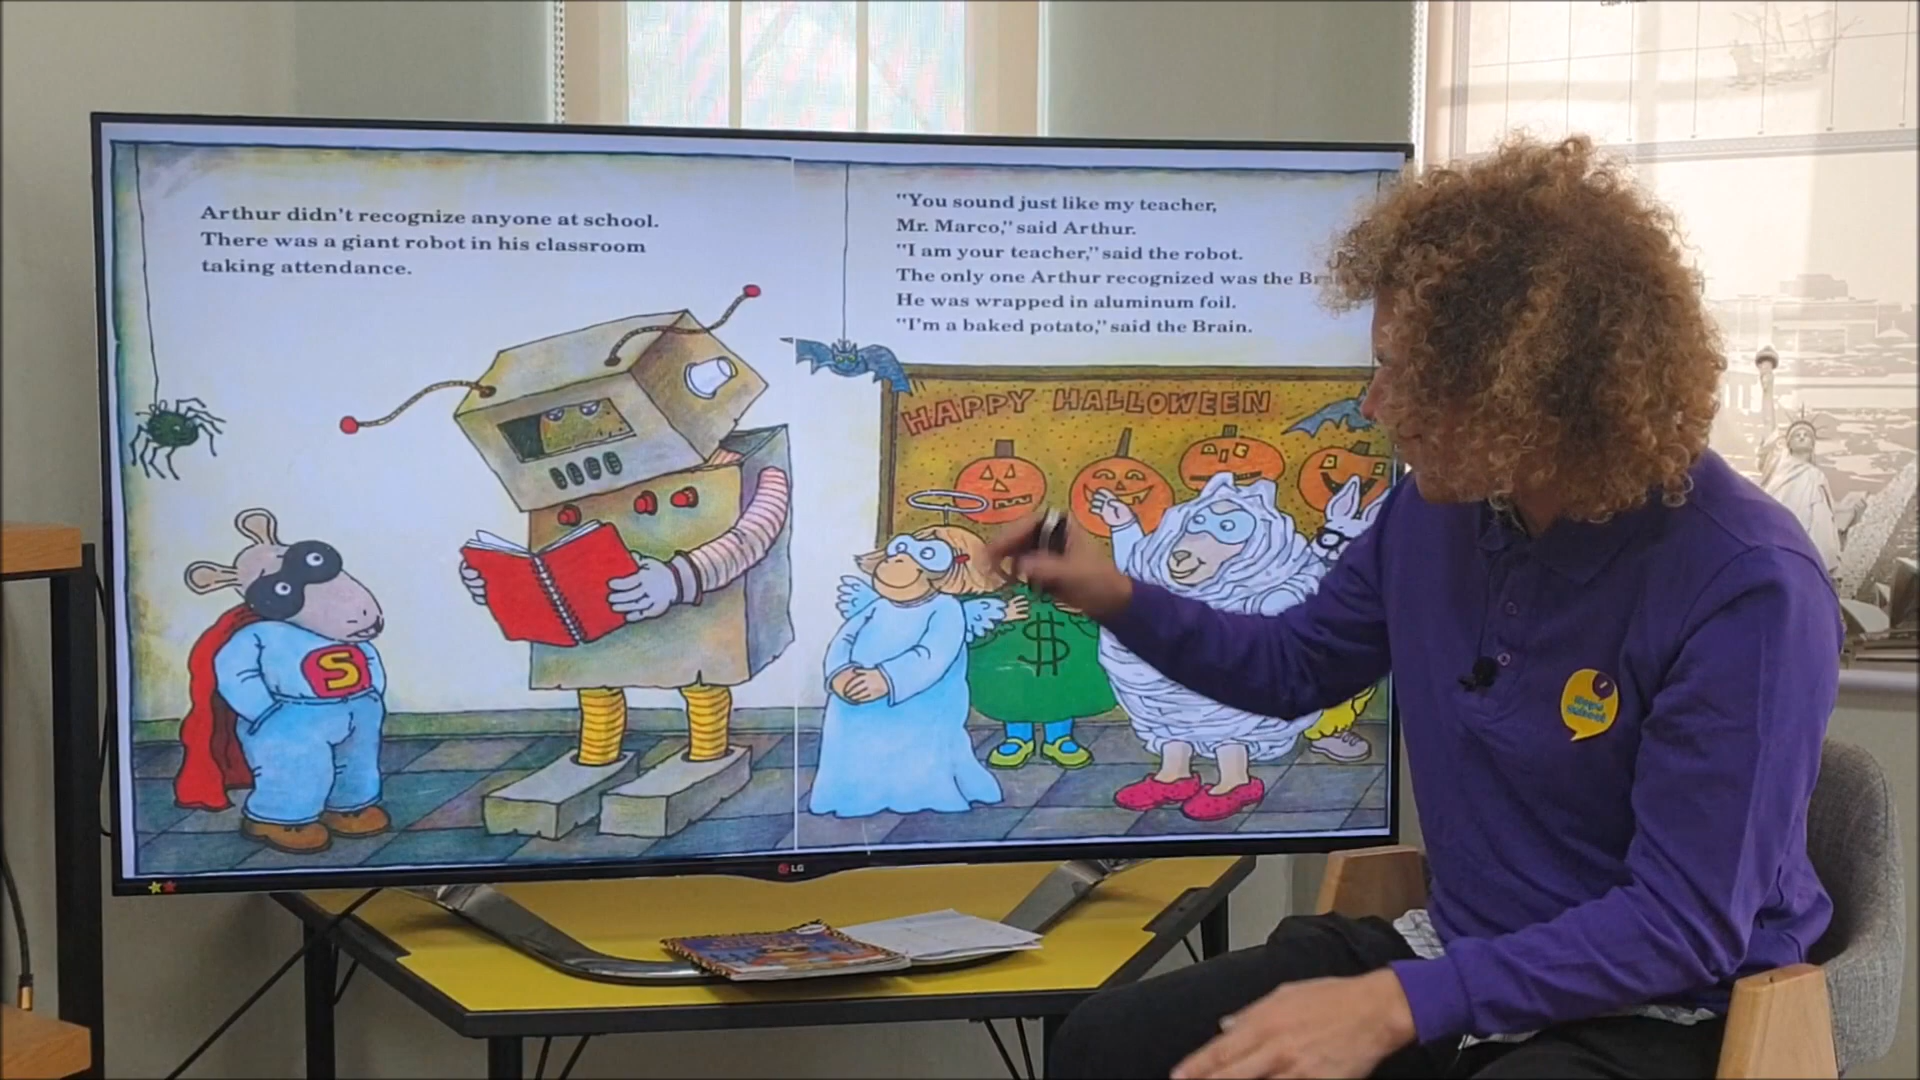 Arthur didn't recognize anyone at school.
There was a giant robot in his classroom
taking attendance.
"You sound just like my teacher,
Mr. Marco," said Arthur.
"I am your teacher," said the robot.
The only one Arthur recognized was the
He was wrapped in aluminum foil.
"I'm a baked potato," said the Brain.
HAPPY HALLOWEEN
S
$
LG